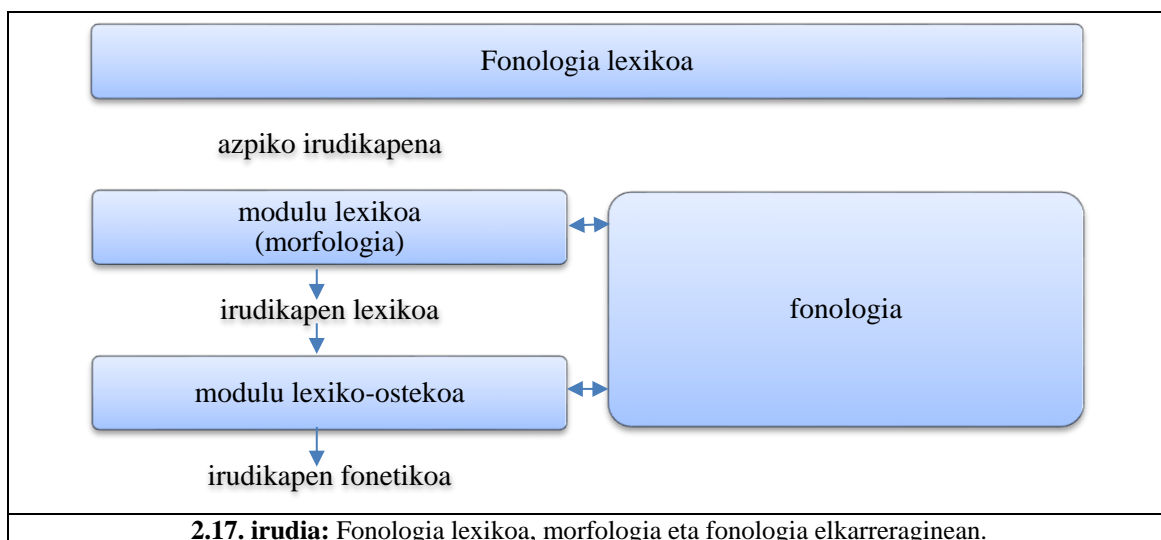 Fonologia lexikoa
azpiko irudikapena
modulu lexikoa
(morfologia)
irudikapen lexikoa
fonologia
modulu lexiko-ostekoa
irudikapen fonetikoa
2.17. irudia: Fonologia lexikoa, morfologia eta fonologia elkarreraginean.